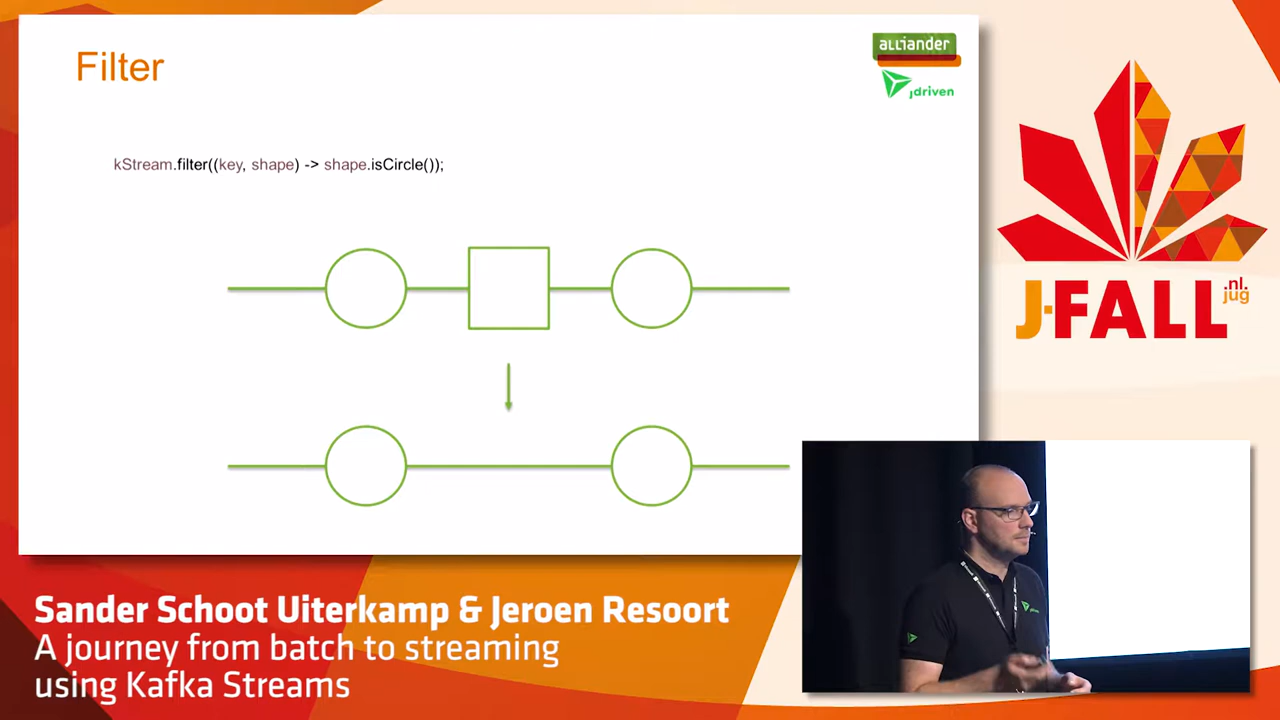 Filter
alliander
jdriven
kStream.filter((key, shape) -> shape.isCircle());
J-FALL
.nl.
jug
jdriven
Sander Schoot Uiterkamp & Jeroen Resoort
A journey from batch to streaming
using Kafka Streams